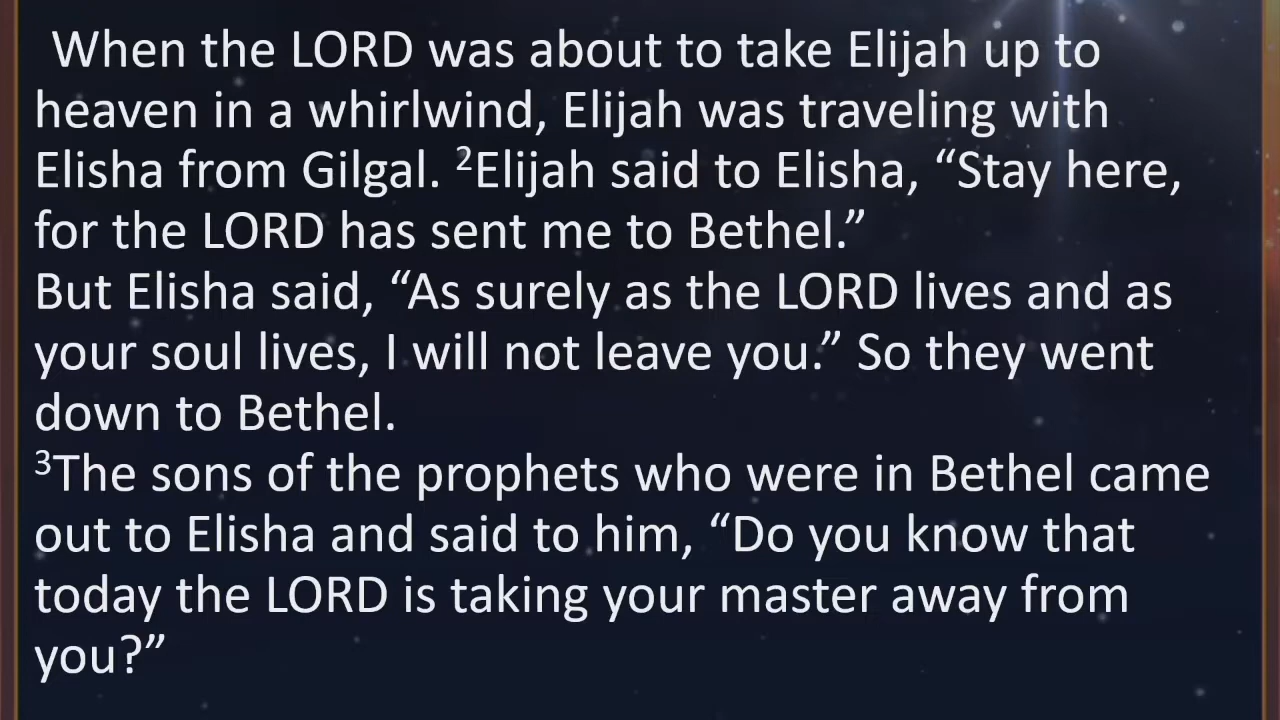 When the LORD was about to take Elijah up to
heaven in a whirlwind, Elijah was traveling with
Elisha from Gilgal. ²Elijah said to Elisha, “Stay here,
for the LORD has sent me to Bethel.”
But Elisha said, “As surely as the LORD lives and as
your soul lives, I will not leave you.” So they went
down to Bethel.
³The sons of the prophets who were in Bethel came
out to Elisha and said to him, “Do you know that
today the LORD is taking your master away from
you?”